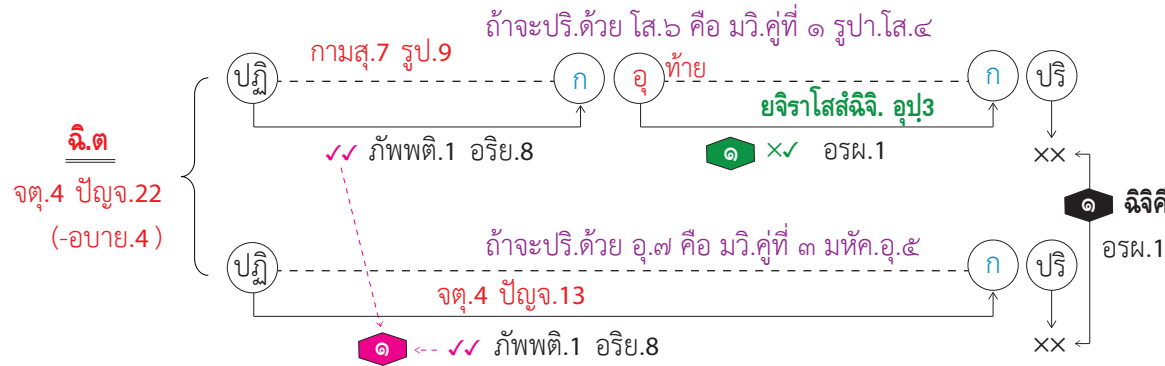 ถ้าจะปริ.ด้วย โส.๖ คือ มวิ.คู่ที่ ๑ รูปา.โส.๔
ปฏิ กามสุ.7 รูป.9 ก อุ ท้าย ก ปริ
ยจิราโสสํฉิจิ. อุปฺ3
ฉิ.ต ✓✓ ภัพพติ.1 อริย.8 ๑ ×✓ อรผ.1 ××
จตุ.4 ปัญจ.22 ๑ ฉิจิคี
(-อบาย.4 ) ถ้าจะปริ.ด้วย อุ.๗ คือ มวิ.คู่ที่ ๓ มหัค.อุ.๕ อรผ.1
ปฏิ ก ปริ
จตุ.4 ปัญจ.13
๑ ✓✓ ภัพพติ.1 อริย.8 ××